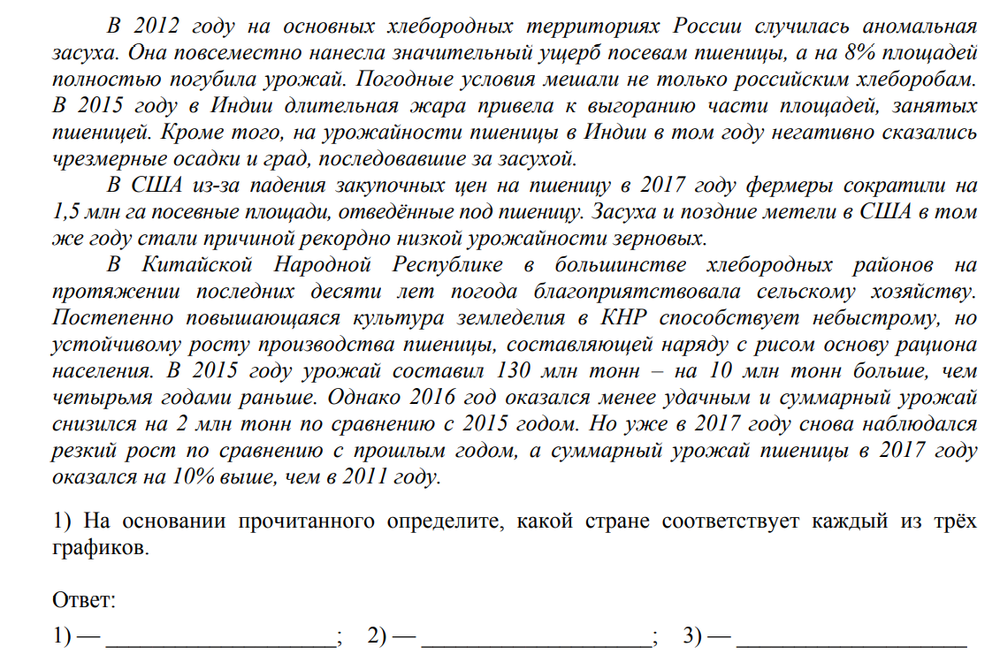 В 2012 году на основных хлебородных территориях России случилась аномальная
засуха. Она повсеместно нанесла значительный ущерб посевам пшеницы, а на 8% площадей
полностью погубила урожай. Погодные условия мешали не только российским хлеборобам.
В 2015 году в Индии длительная жара привела к выгоранию части площадей, занятых
пшеницей. Кроме того, на урожайности пшеницы в Индии в том году негативно сказались
чрезмерные осадки и град, последовавшие за засухой.
В США из-за падения закупочных цен на пшеницу в 2017 году фермеры сократили на
1,5 млн га посевные площади, отведённые под пшеницу. Засуха и поздние метели в США в том
же году стали причиной рекордно низкой урожайности зерновых.
В Китайской Народной Республике в большинстве хлебородных районов на
протяжении последних десяти лет погода благоприятствовала сельскому хозяйству.
Постепенно повышающаяся культура земледелия в КНР способствует небыстрому, но
устойчивому росту производства пшеницы, составляющей наряду с рисом основу рациона
населения. В 2015 году урожай составил 130 млн тонн – на 10 млн тонн больше, чем
четырьмя годами раньше. Однако 2016 год оказался менее удачным и суммарный урожай
снизился на 2 млн тонн по сравнению с 2015 годом. Но уже в 2017 году снова наблюдался
резкий рост по сравнению с прошлым годом, а суммарный урожай пшеницы в 2017 году
оказался на 10% выше, чем в 2011 году.
1) На основании прочитанного определите, какой стране соответствует каждый из трёх
графиков.
Ответ:
1) — ____________________; 2) — ____________________; 3) — ____________________